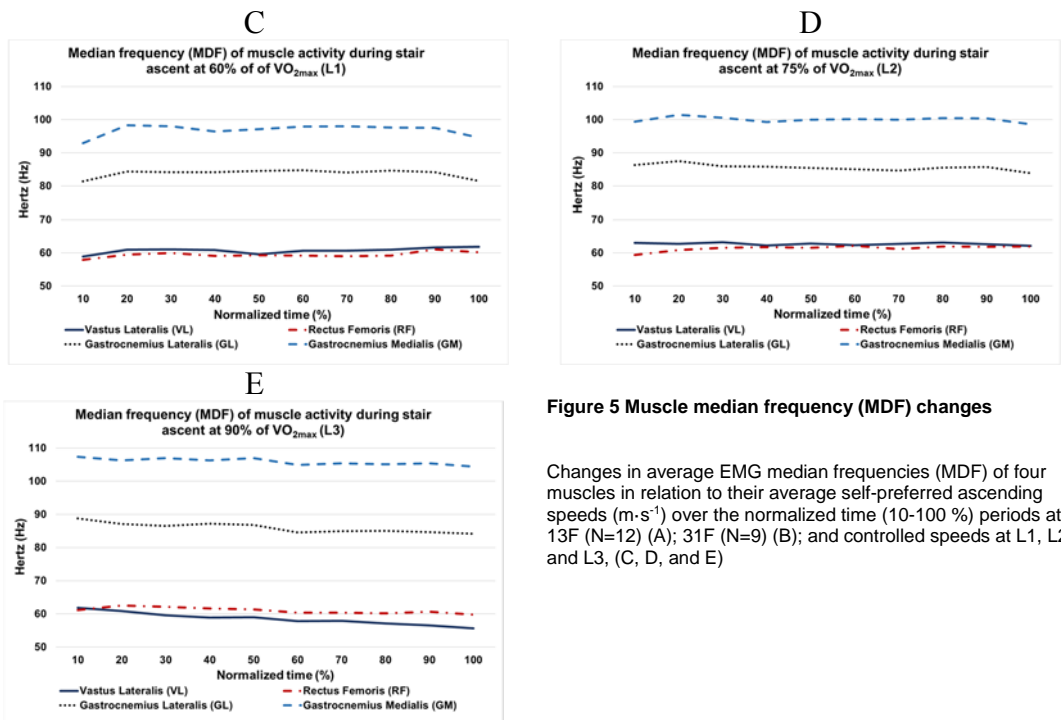 C
Median frequency (MDF) of muscle activity during stair
ascent at 60% of of VO2max (L1)
Hertz (Hz)
110
100
90
80
70
60
50
10 20 30 40 50 60 70 80 90 100
Normalized time (%)
Vastus Lateralis (VL) Rectus Femoris (RF)
Gastrocnemius Lateralis (GL) Gastrocnemius Medialis (GM)
D
Median frequency (MDF) of muscle activity during stair
ascent at 75% of VO2max (L2)
Hertz (Hz)
110
100
90
80
70
60
50
10 20 30 40 50 60 70 80 90 100
Normalized time (%)
Vastus Lateralis (VL) Rectus Femoris (RF)
Gastrocnemius Lateralis (GL) Gastrocnemius Medialis (GM)
E
Median frequency (MDF) of muscle activity during stair
ascent at 90% of VO2max (L3)
Hertz (Hz)
110
100
90
80
70
60
50
10 20 30 40 50 60 70 80 90 100
Normalized time (%)
Vastus Lateralis (VL) Rectus Femoris (RF)
Gastrocnemius Lateralis (GL) Gastrocnemius Medialis (GM)
Figure 5 Muscle median frequency (MDF) changes
Changes in average EMG median frequencies (MDF) of four
muscles in relation to their average self-preferred ascending
speeds (m·s-1) over the normalized time (10-100 %) periods at
13F (N=12) (A); 31F (N=9) (B); and controlled speeds at L1, L2
and L3, (C, D, and E)